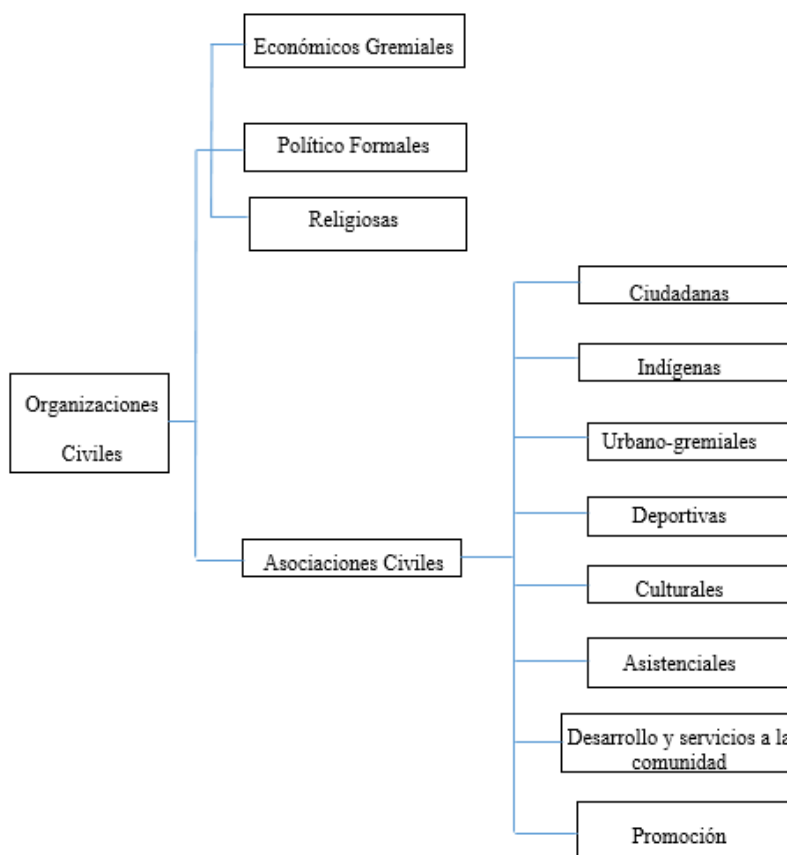 Económicos Gremiales
Político Formales
Religiosas
Organizaciones
Civiles
Asociaciones Civiles
Ciudadanas
Indígenas
Urbano-gremiales
Deportivas
Culturales
Asistenciales
Desarrollo y servicios a la
comunidad
Promoción